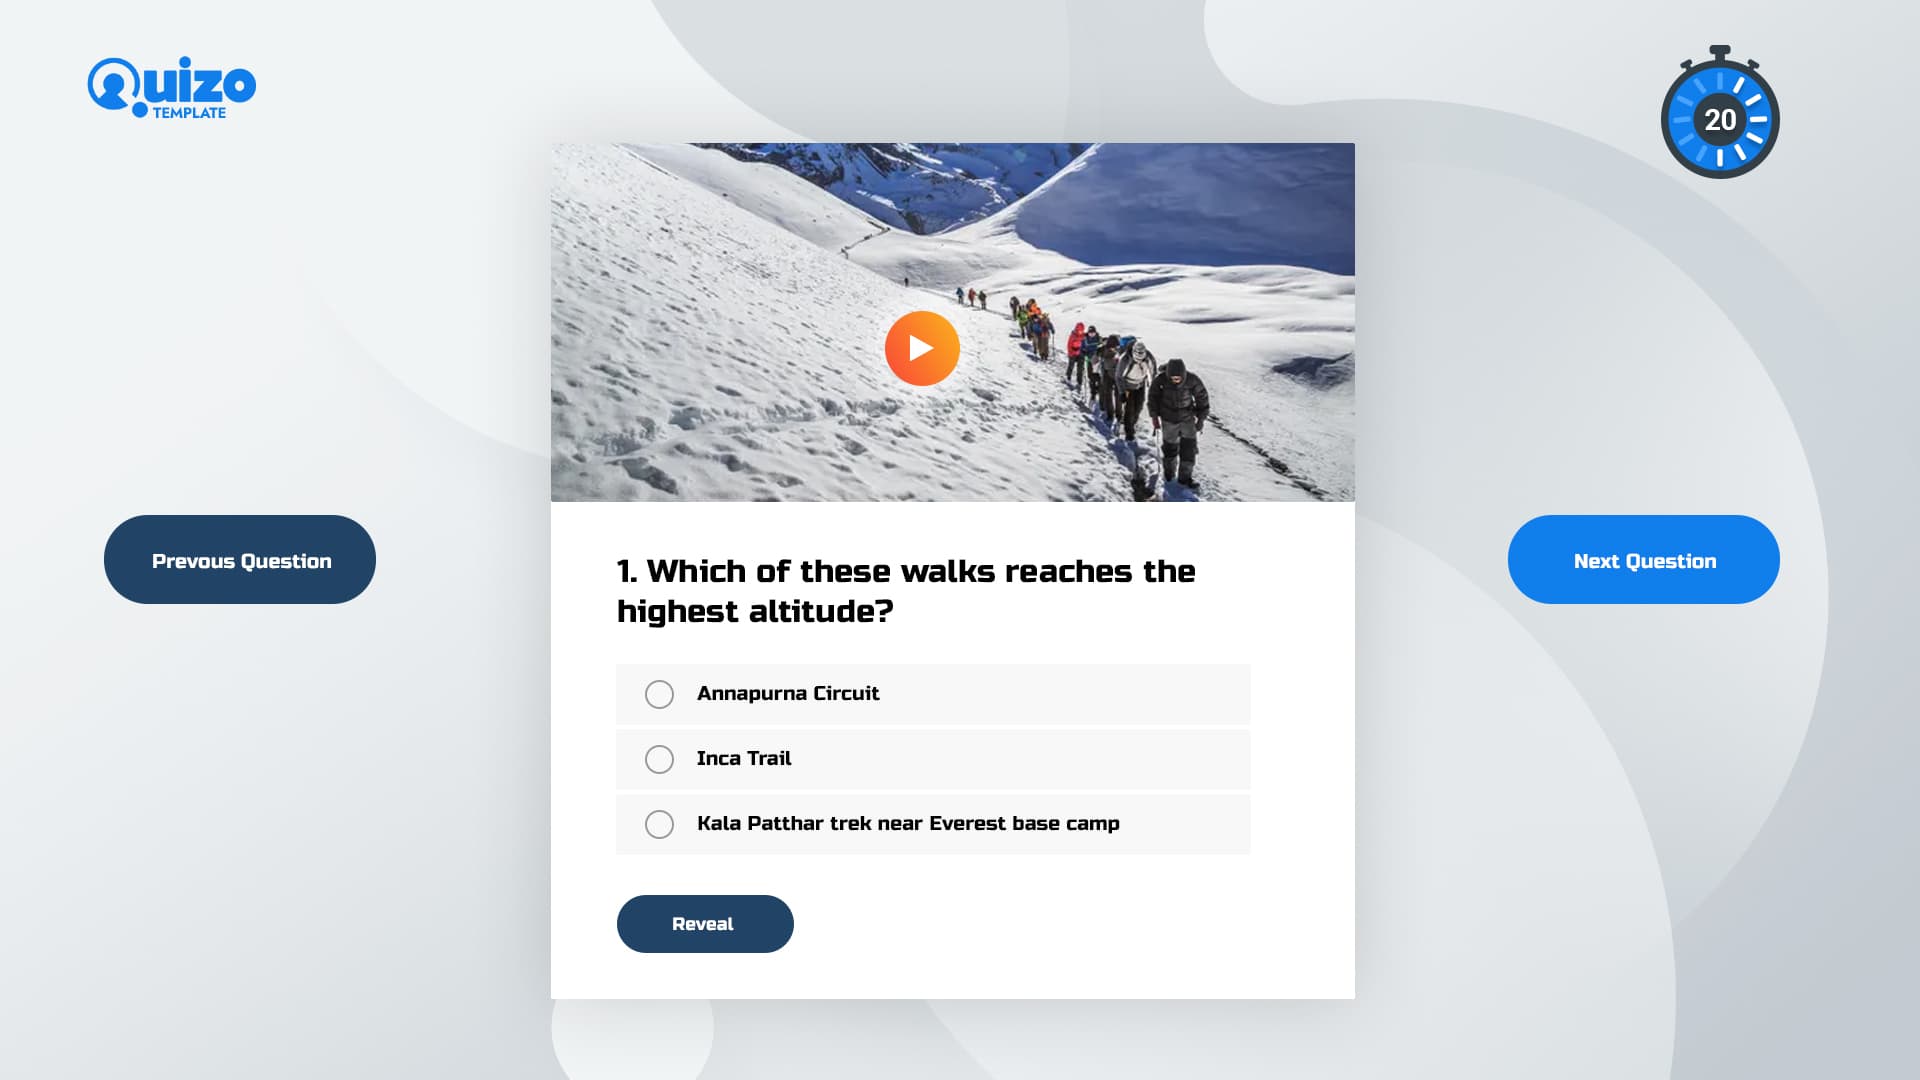 Quizo
TEMPLATE
20
Prevous Question
Next Question
1. Which of these walks reaches the
highest altitude?
Annapurna Circuit
Inca Trail
Kala Patthar trek near Everest base camp
Reveal